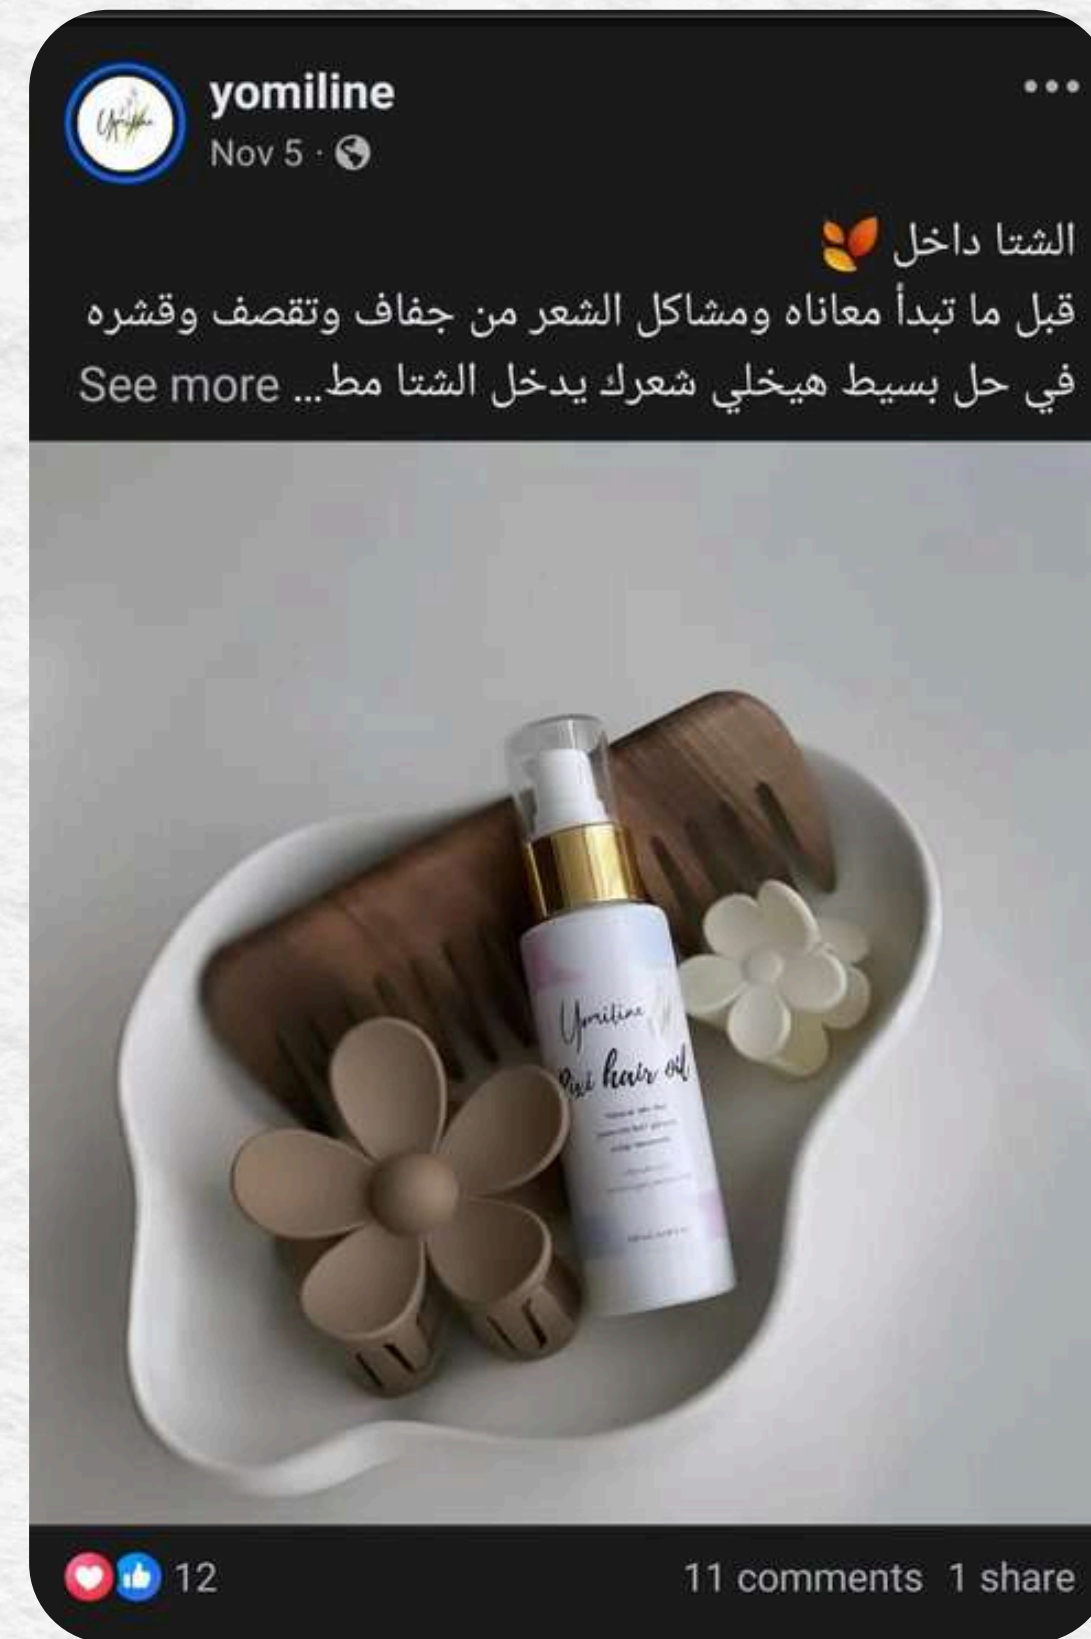 yomiline
Nov 5 ·
الشتا داخل 🍂
قبل ما تبدأ معاناه ومشاكل الشعر من جفاف وتقصف وقشره
في حل بسيط هيخلي شعرك يدخل الشتا مط... See more
Yomiline
Pixi hair oil
12
11 comments 1 share